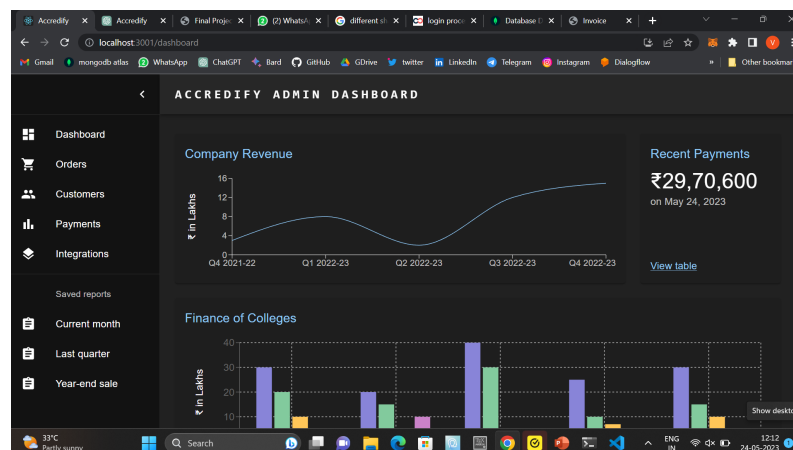 Accredify
Accredify
Final Projec
(2) WhatsA
different sh
login proce
Database D
Invoice
localhost:3001/dashboard
Gmail
mongodb atlas
WhatsApp
ChatGPT
Bard
GitHub
GDrive
twitter
LinkedIn
Telegram
Instagram
Dialogflow
»
Other bookmar
ACCREDIFY ADMIN DASHBOARD
Dashboard
Orders
Customers
Payments
Integrations
Saved reports
Current month
Last quarter
Year-end sale
Company Revenue
₹ in Lakhs
16
12
8
4
0
Q4 2021-22
Q1 2022-23
Q2 2022-23
Q3 2022-23
Q4 2022-23
Recent Payments
₹29,70,600
on May 24, 2023
View table
Finance of Colleges
₹ in Lakhs
40
30
20
10
Show deskto
33°C
Partly sunny
Search
ENG
IN
12:12
24-05-2023